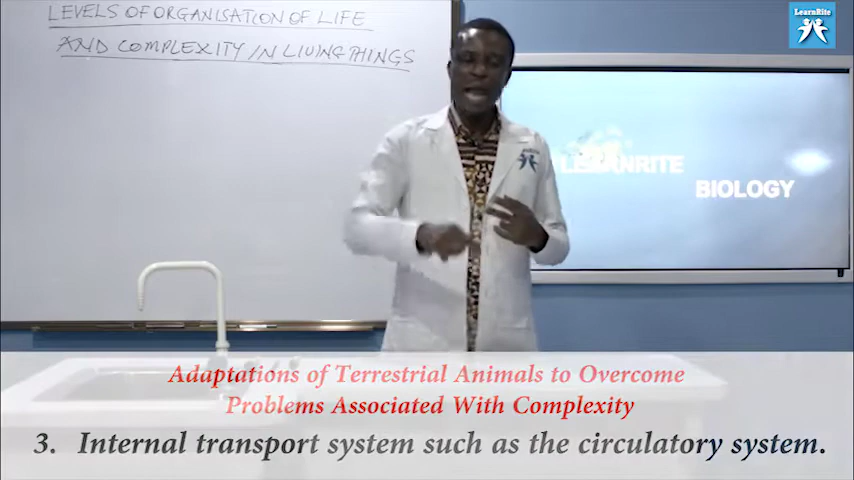 LEVELS OF ORGANISATION OF LIFE
AND COMPLEXITY IN LIVING THINGS
LearnRite
LEARNRITE
BIOLOGY
Adaptations of Terrestrial Animals to Overcome
Problems Associated With Complexity
3. Internal transport system such as the circulatory system.